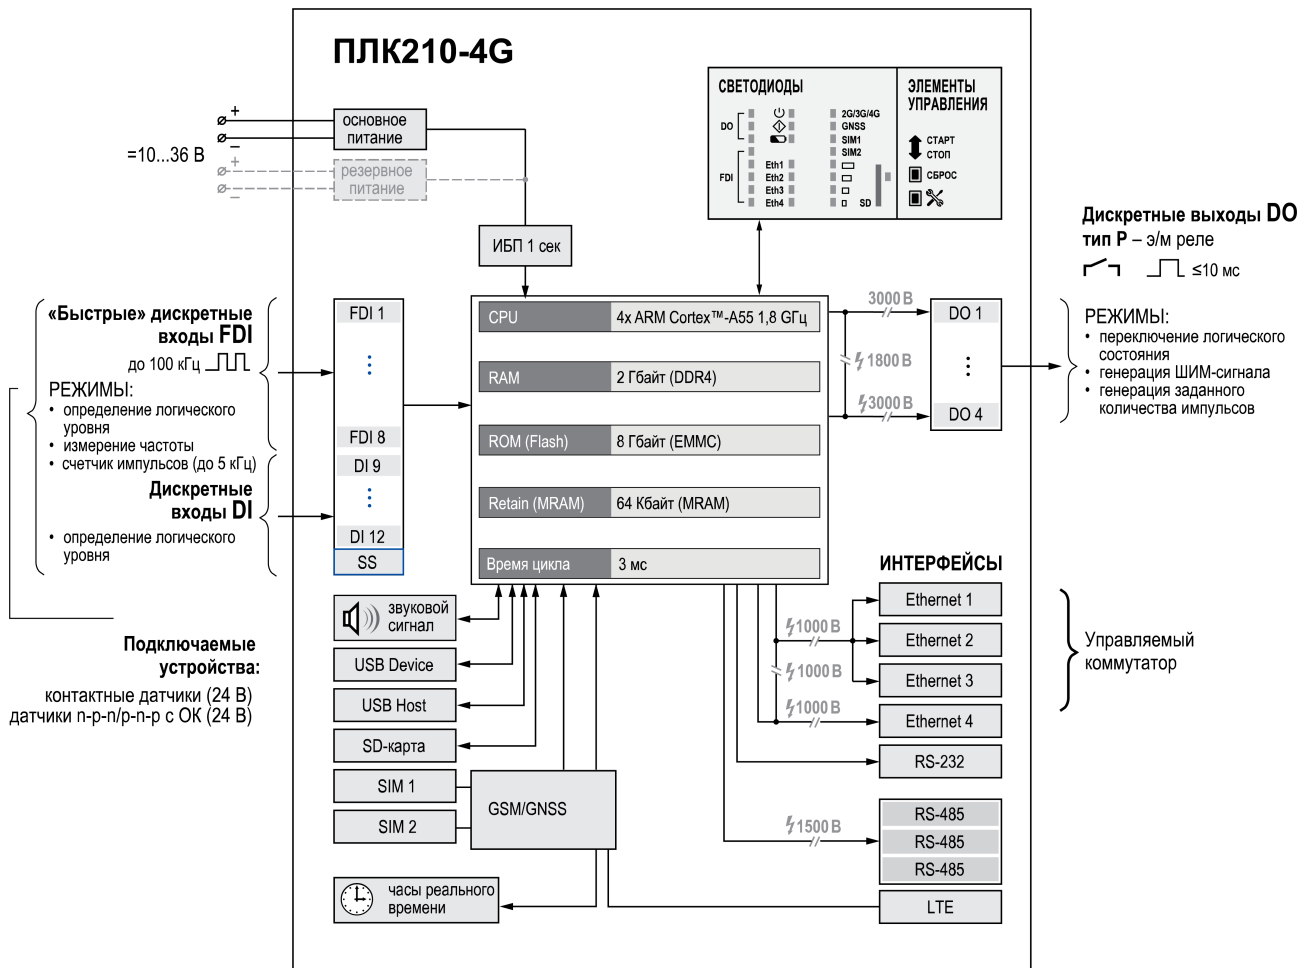 ПЛК210-4G
+
–
=10...36 В
+
–
основное
питание
резервное
питание
ИБП 1 сек
СВЕТОДИОДЫ
DO
FDI
Eth1
Eth2
Eth3
Eth4
2G/3G/4G
GNSS
SIM1
SIM2
SD
ЭЛЕМЕНТЫ
УПРАВЛЕНИЯ
СТАРТ
СТОП
СБРОС
Дискретные выходы DO
тип Р – э/м реле
≤10 мс
РЕЖИМЫ:
• переключение логического
состояния
• генерация ШИМ-сигнала
• генерация заданного
количества импульсов
«Быстрые» дискретные
входы FDI
до 100 кГц
РЕЖИМЫ:
• определение логического
уровня
• измерение частоты
• счетчик импульсов (до 5 кГц)
Дискретные
входы DI
• определение логического
уровня
Подключаемые
устройства:
контактные датчики (24 В)
датчики n-p-n/p-n-p с ОК (24 В)
FDI 1
FDI 8
DI 9
DI 12
SS
CPU 4x ARM Cortex™-A55 1,8 ГГц
RAM 2 Гбайт (DDR4)
ROM (Flash) 8 Гбайт (EMMC)
Retain (MRAM) 64 Кбайт (MRAM)
Время цикла 3 мс
3000 В
1800 В
3000 В
DO 1
DO 4
звуковой
сигнал
USB Device
USB Host
SD-карта
SIM 1
SIM 2
GSM/GNSS
часы реального
времени
ИНТЕРФЕЙСЫ
1000 В
1000 В
1000 В
1500 В
Ethernet 1
Ethernet 2
Ethernet 3
Ethernet 4
RS-232
RS-485
RS-485
RS-485
LTE
Управляемый
коммутатор